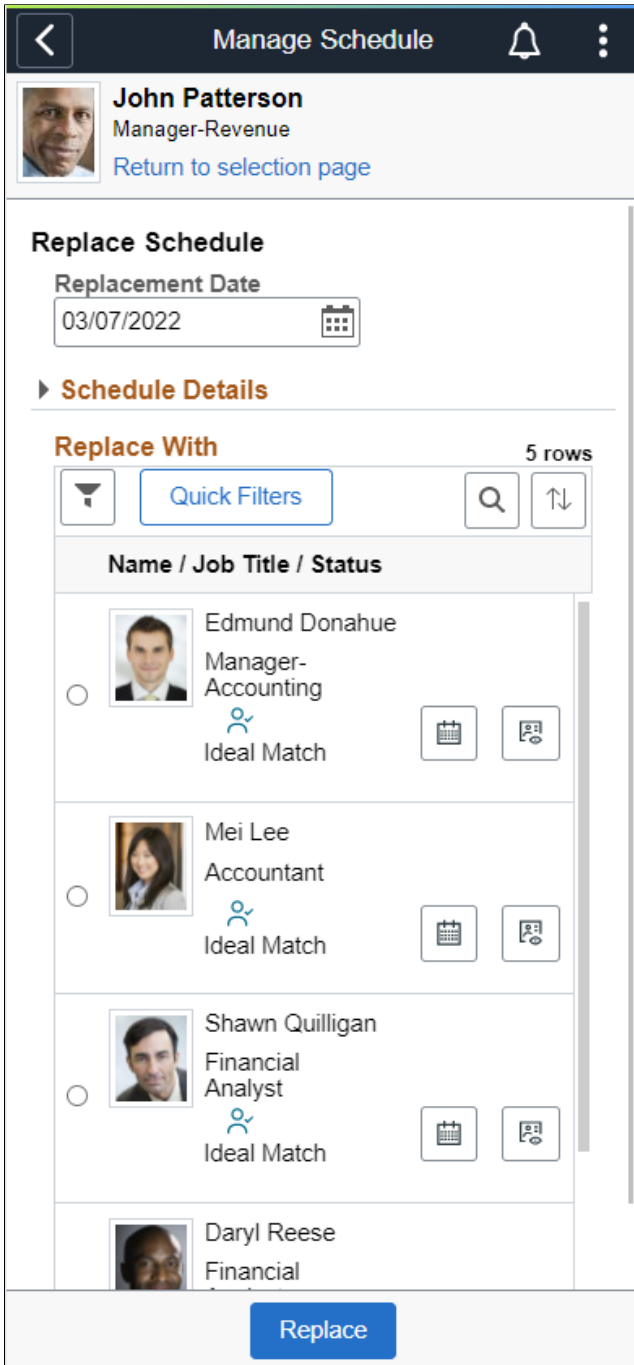 Manage Schedule
John Patterson
Manager-Revenue
Return to selection page
Replace Schedule
Replacement Date
03/07/2022
Schedule Details
Replace With
5 rows
Quick Filters
Name / Job Title / Status
Edmund Donahue
Manager-
Accounting
Ideal Match
Mei Lee
Accountant
Ideal Match
Shawn Quilligan
Financial
Analyst
Ideal Match
Daryl Reese
Financial
Replace